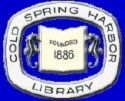 COLD SPRING HARBOR
FOUNDED
1886
LIBRARY